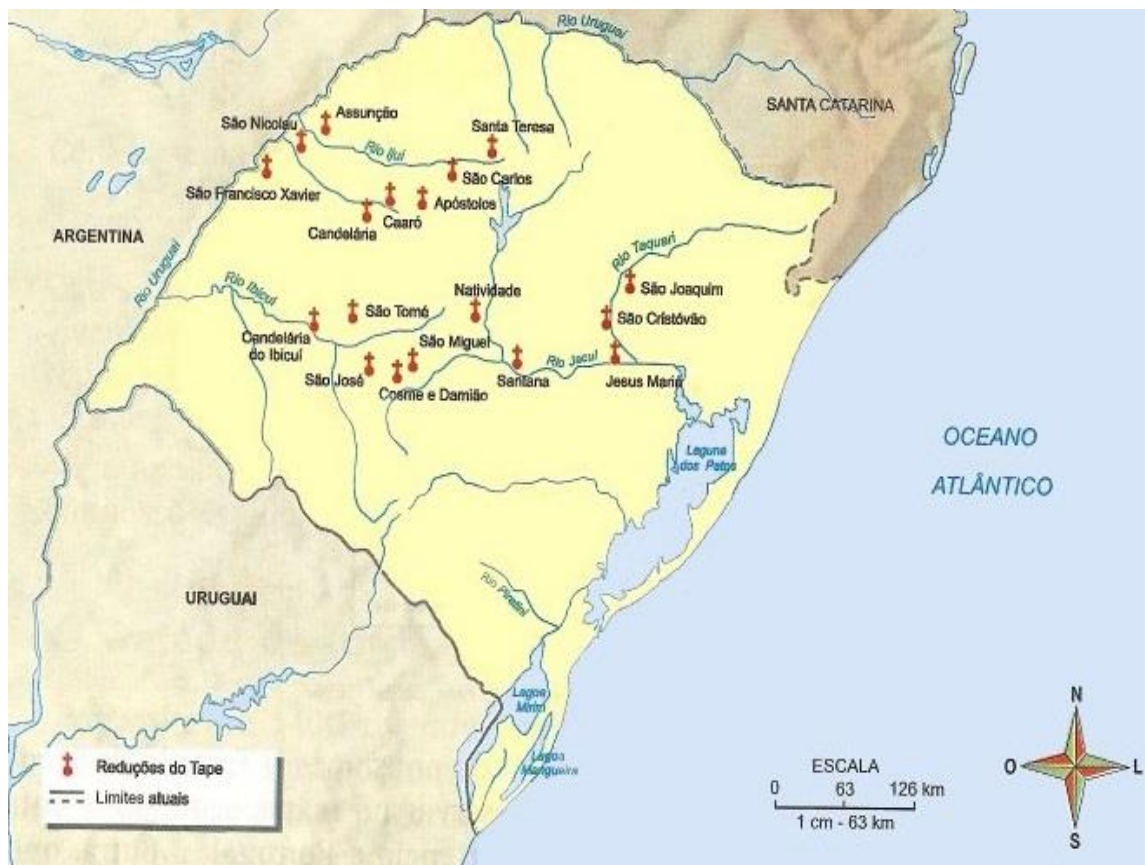 Rio Uruguai
SANTA CATARINA
Assunção
São Nicolau
Santa Teresa
Rio Ijuí
São Carlos
São Francisco Xavier
Apóstolos
Caaró
Candelária
ARGENTINA
Rio Uruguai
Rio Taquari
Rio Ibicuí
São Joaquim
Natividade
São Tomé
São Cristóvão
Candelária
do Ibicuí
São Miguel
Rio Jacuí
São José
Santana
Jesus Maria
Cosme e Damião
OCEANO
ATLÂNTICO
Laguna
dos Patos
URUGUAI
Rio Piratini
Lagoa
Mirim
Lagoa
Mangueira
Reduções do Tape
Limites atuais
ESCALA
0 63 126 km
1 cm - 63 km
N
O
L
S